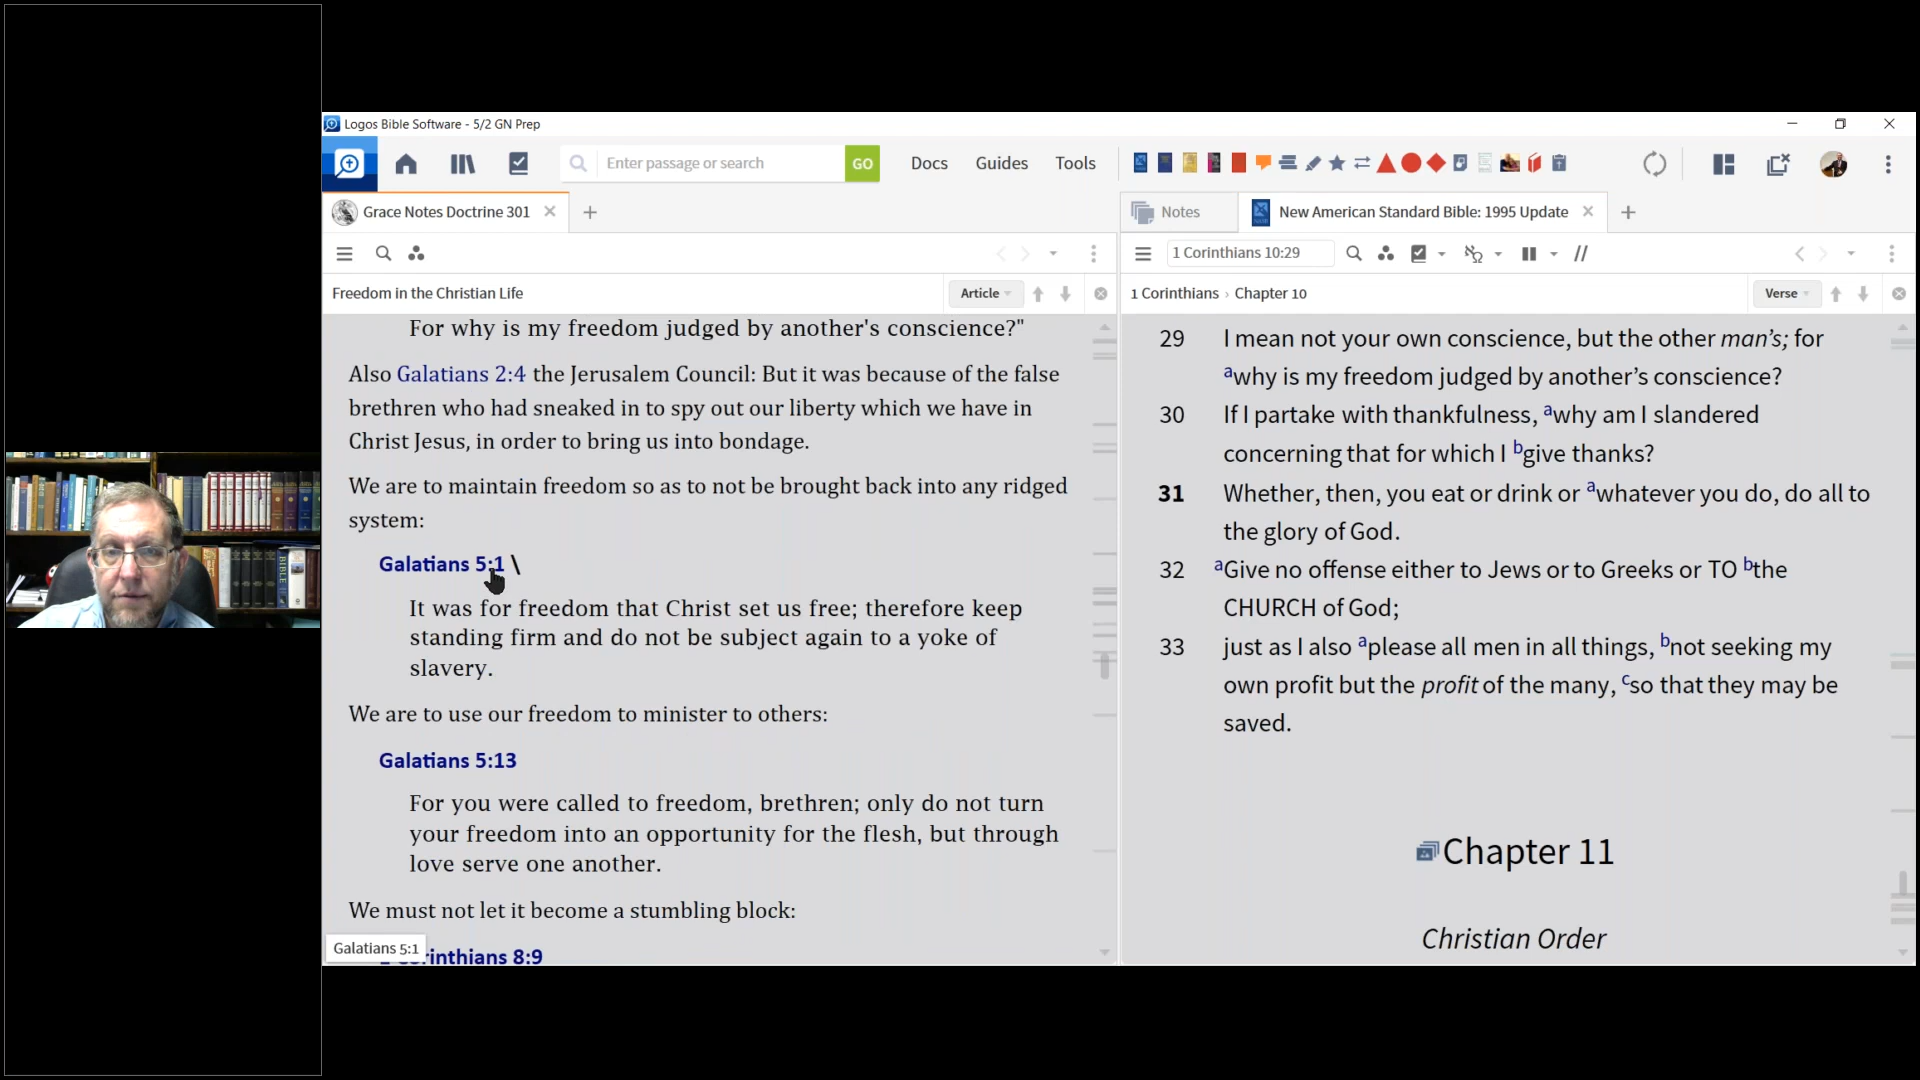 Logos Bible Software - 5/2 GN Prep
Enter passage or search
GO
Docs
Guides
Tools
Grace Notes Doctrine 301
Freedom in the Christian Life
Article
For why is my freedom judged by another's conscience?"
Also Galatians 2:4 the Jerusalem Council: But it was because of the false
brethren who had sneaked in to spy out our liberty which we have in
Christ Jesus, in order to bring us into bondage.
We are to maintain freedom so as to not be brought back into any ridged
system:
Galatians 5:1 \
It was for freedom that Christ set us free; therefore keep
standing firm and do not be subject again to a yoke of
slavery.
We are to use our freedom to minister to others:
Galatians 5:13
For you were called to freedom, brethren; only do not turn
your freedom into an opportunity for the flesh, but through
love serve one another.
We must not let it become a stumbling block:
Galatians 5:1
rinthians 8:9
Notes
New American Standard Bible: 1995 Update
1 Corinthians 10:29
1 Corinthians › Chapter 10
Verse
29 I mean not your own conscience, but the other man's; for
a why is my freedom judged by another's conscience?
30 If I partake with thankfulness, a why am I slandered
concerning that for which I b give thanks?
31 Whether, then, you eat or drink or a whatever you do, do all to
the glory of God.
32 a Give no offense either to Jews or to Greeks or TO b the
CHURCH of God;
33 just as I also a please all men in all things, b not seeking my
own profit but the profit of the many, c so that they may be
saved.
Chapter 11
Christian Order